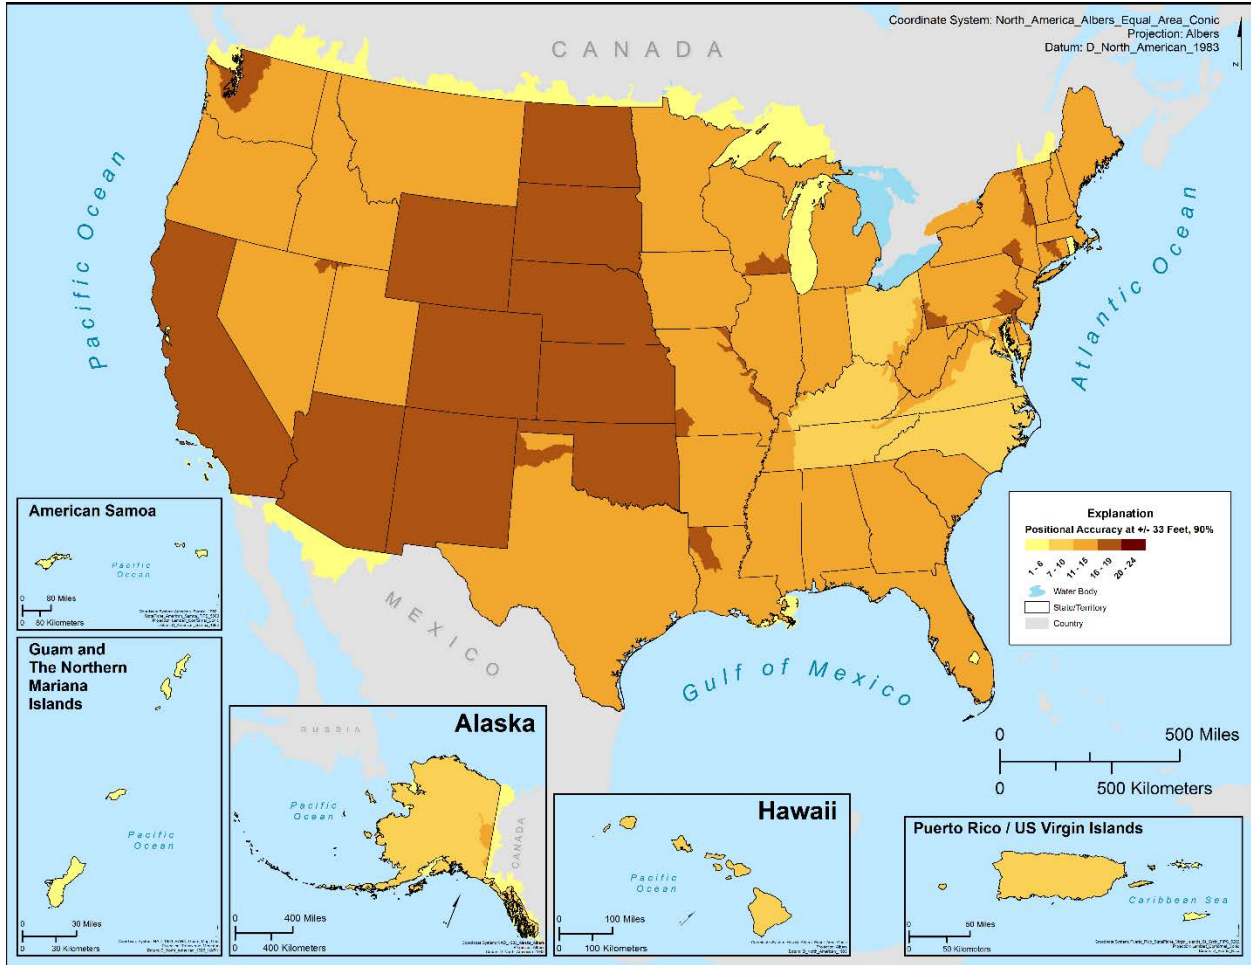 Coordinate System: North_America_Albers_Equal_Area_Conic
Projection: Albers
Datum: D_North_American_1983
N
CANADA
Pacific Ocean
Atlantic Ocean
MEXICO
Gulf of Mexico
Explanation
Positional Accuracy at +/- 33 Feet, 90%
1 - 6
7 - 10
11 - 15
16 - 19
20 - 24
Water Body
State/Territory
Country
0 500 Miles
0 500 Kilometers
American Samoa
Pacific
Ocean
0 80 Miles
0 80 Kilometers
Guam and
The Northern
Mariana
Islands
Pacific
Ocean
0 30 Miles
0 30 Kilometers
Alaska
RUSSIA
Pacific
Ocean
CANADA
0 400 Miles
0 400 Kilometers
Hawaii
Pacific
Ocean
0 100 Miles
0 100 Kilometers
Puerto Rico / US Virgin Islands
Caribbean Sea
0 50 Miles
0 50 Kilometers